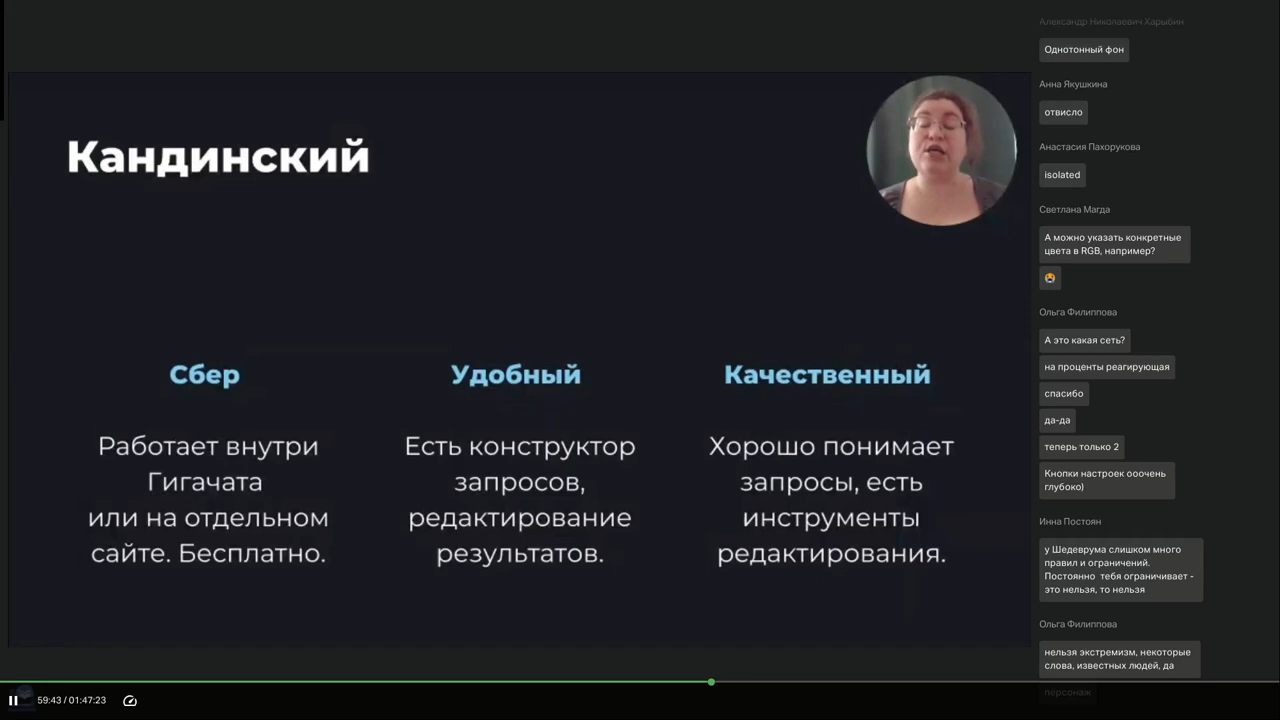 Кандинский
Сбер
Работает внутри
Гигачата
или на отдельном
сайте. Бесплатно.
Удобный
Есть конструктор
запросов,
редактирование
результатов.
Качественный
Хорошо понимает
запросы, есть
инструменты
редактирования.
Александр Николаевич Харыбин
Однотонный фон
Анна Якушкина
отвисло
Анастасия Пахорукова
isolated
Светлана Магда
А можно указать конкретные
цвета в RGB, например?
Ольга Филиппова
А это какая сеть?
на проценты реагирующая
спасибо
да-да
теперь только 2
Кнопки настроек ооочень
глубоко)
Инна Постоян
у Шедеврума слишком много
правил и ограничений.
Постоянно тебя ограничивает -
это нельзя, то нельзя
Ольга Филиппова
нельзя экстремизм, некоторые
слова, известных людей, да
персонаж
59:43 / 01:47:23